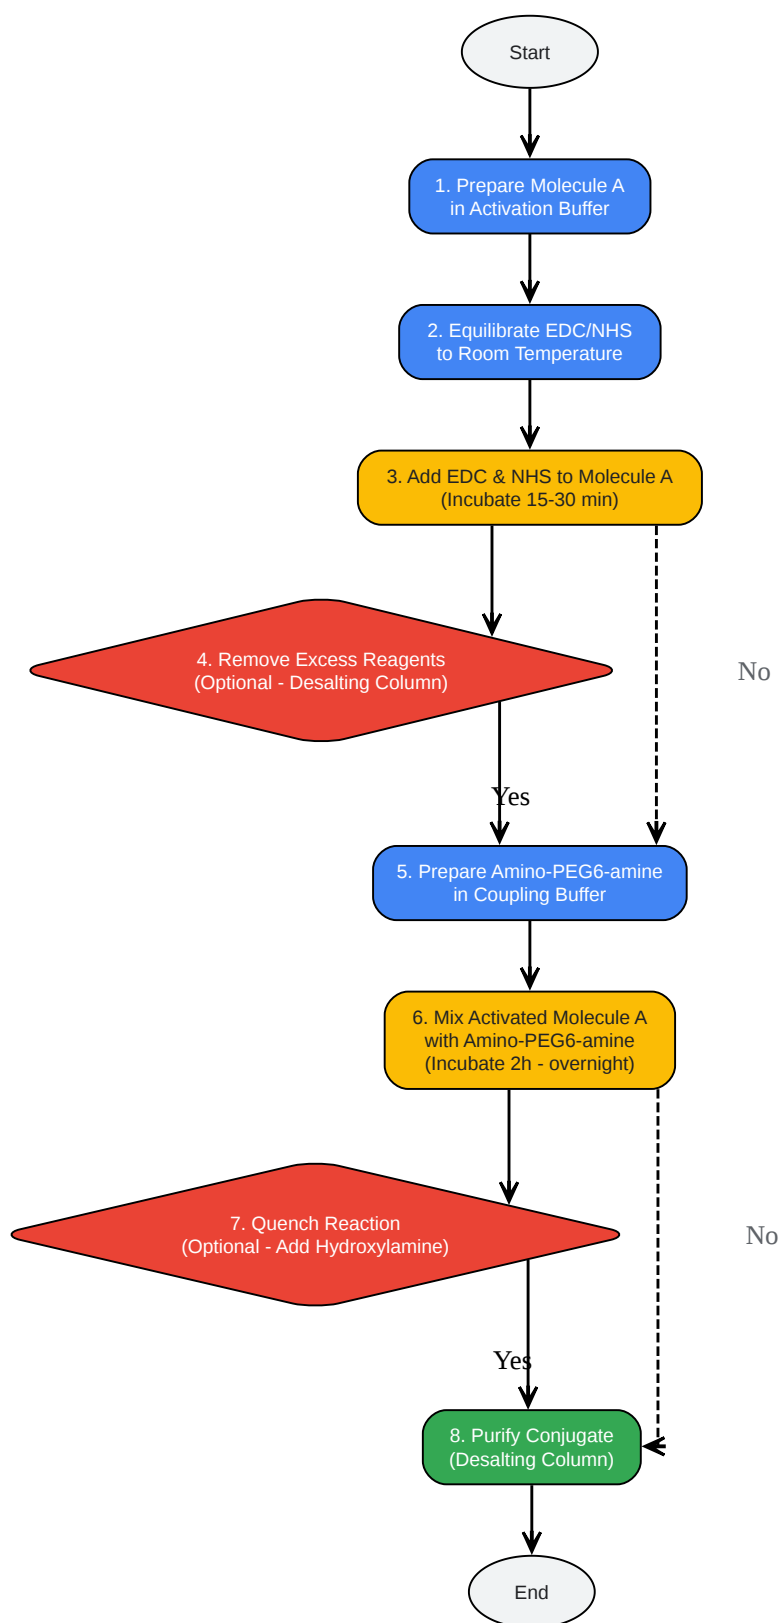 Start
1. Prepare Molecule A
in Activation Buffer
2. Equilibrate EDC/NHS
to Room Temperature
3. Add EDC & NHS to Molecule A
(Incubate 15-30 min)
4. Remove Excess Reagents
(Optional - Desalting Column)
No
Yes
5. Prepare Amino-PEG6-amine
in Coupling Buffer
6. Mix Activated Molecule A
with Amino-PEG6-amine
(Incubate 2h - overnight)
7. Quench Reaction
(Optional - Add Hydroxylamine)
No
Yes
8. Purify Conjugate
(Desalting Column)
End